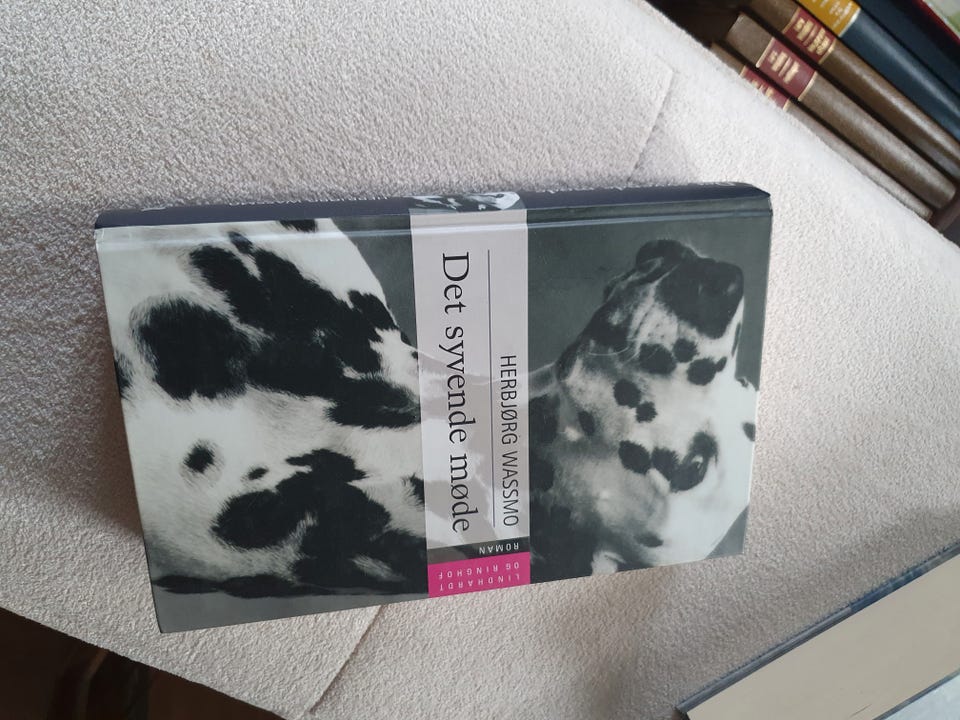 HERBJØRG WASSMO
Det syvende møde
ROMAN
LINDHARDT
OG RINGHOF